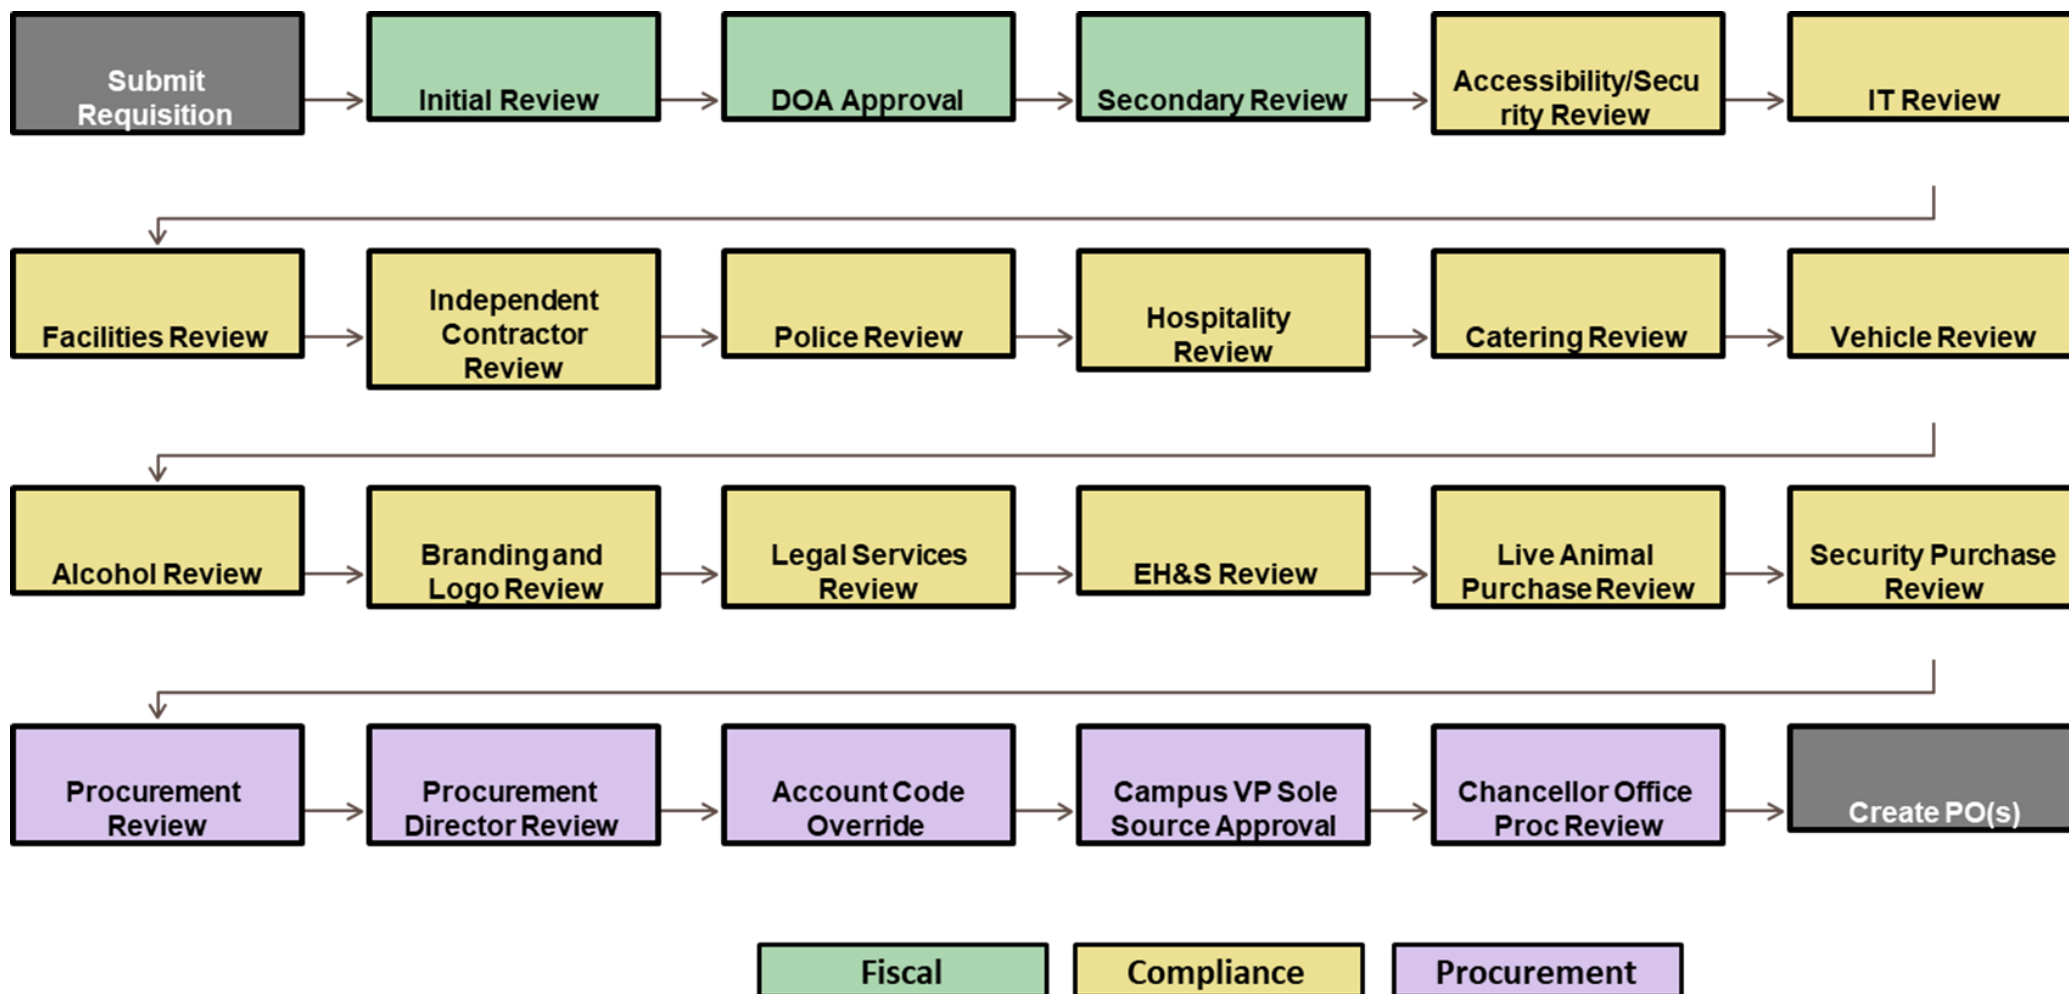 Submit
Requisition
Initial Review
DOA Approval
Secondary Review
Accessibility/Secu
rity Review
IT Review
Facilities Review
Independent
Contractor
Review
Police Review
Hospitality
Review
Catering Review
Vehicle Review
Alcohol Review
Branding and
Logo Review
Legal Services
Review
EH&S Review
Live Animal
Purchase Review
Security Purchase
Review
Procurement
Review
Procurement
Director Review
Account Code
Override
Campus VP Sole
Source Approval
Chancellor Office
Proc Review
Create PO(s)
Fiscal
Compliance
Procurement